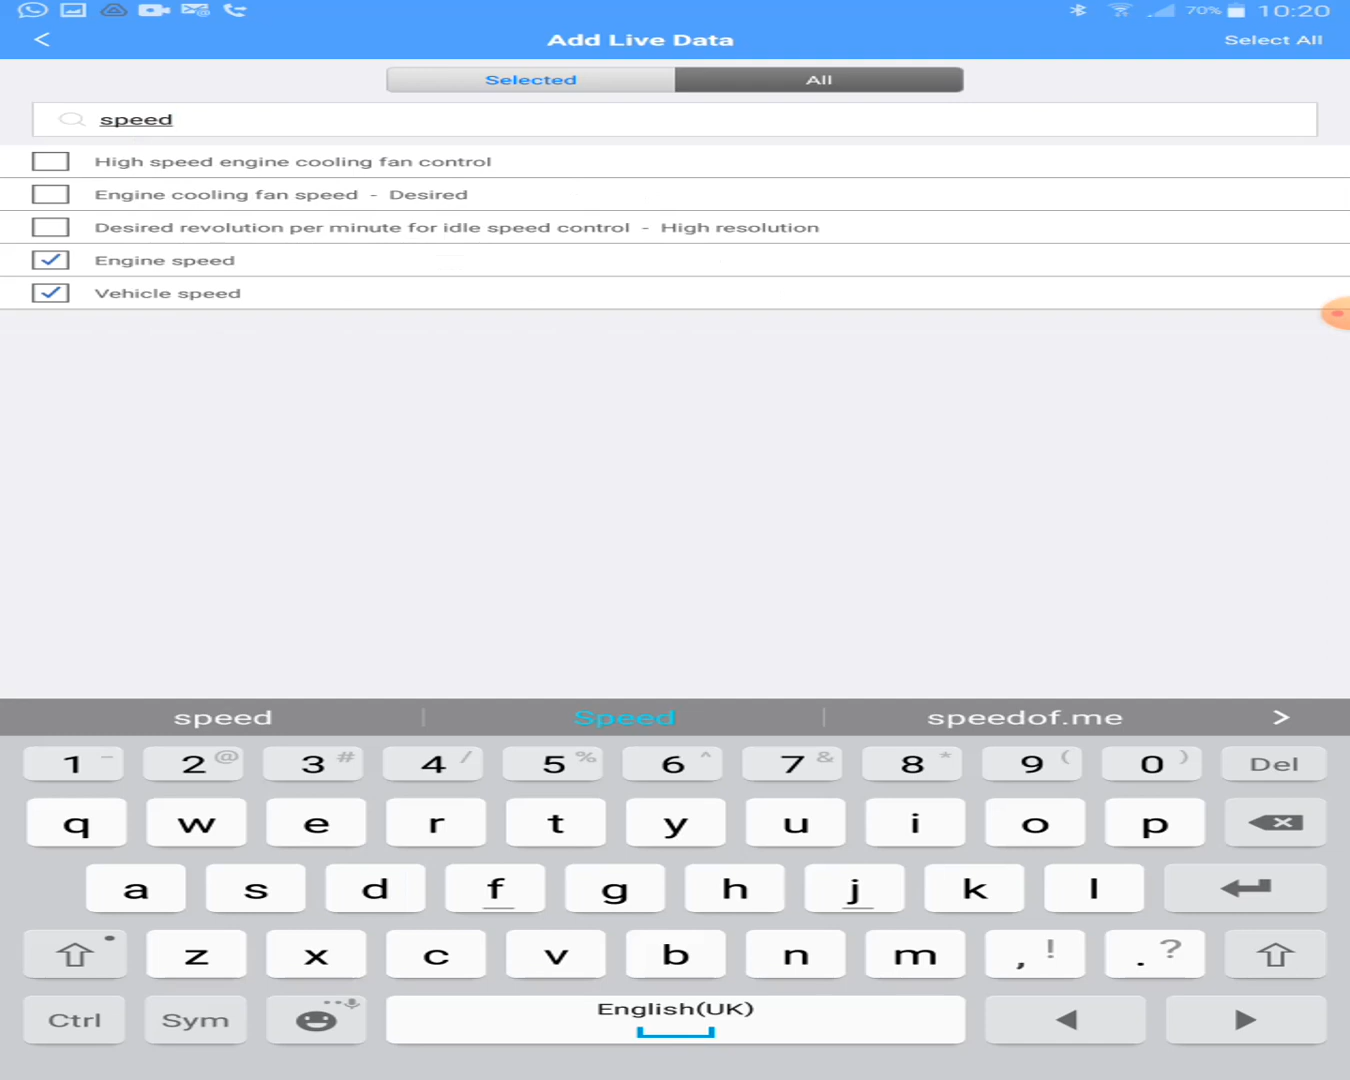 70% 10:20
< Add Live Data Select All
Selected All
speed
High speed engine cooling fan control
Engine cooling fan speed - Desired
Desired revolution per minute for idle speed control - High resolution
Engine speed
Vehicle speed
speed Speed speedof.me >
1 - 2 @ 3 # 4 / 5 % 6 ^ 7 & 8 * 9 ( 0 ) Del
q w e r t y u i o p
a s d f g h j k l
z x c v b n m , ! . ?
Ctrl Sym English(UK)